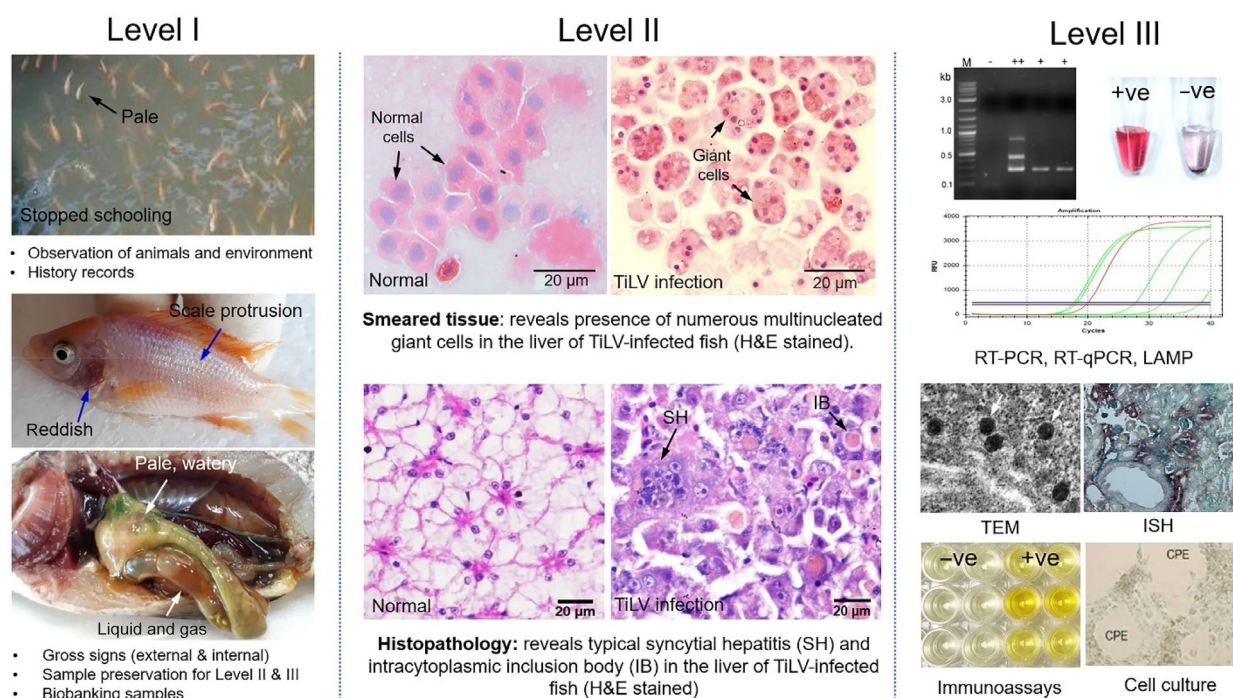 Level I
Pale
Stopped schooling
• Observation of animals and environment
• History records
Scale protrusion
Reddish
Pale, watery
Liquid and gas
• Gross signs (external & internal)
• Sample preservation for Level II & III
• Biobanking samples
Level II
Normal
cells
Normal
20 µm
Giant
cells
TiLV infection
20 µm
Smeared tissue: reveals presence of numerous multinucleated
giant cells in the liver of TiLV-infected fish (H&E stained).
Normal
20 µm
SH
IB
TiLV infection
20 µm
Histopathology: reveals typical syncytial hepatitis (SH) and
intracytoplasmic inclusion body (IB) in the liver of TiLV-infected
fish (H&E stained)
Level III
M - ++ + +
kb
3.0
1.0
0.5
0.1
+ve −ve
Amplification
4000
3000
2000
1000
0
RFU
0 10 20 30 40
Cycles
RT-PCR, RT-qPCR, LAMP
TEM
ISH
−ve +ve
Immunoassays
CPE
CPE
Cell culture